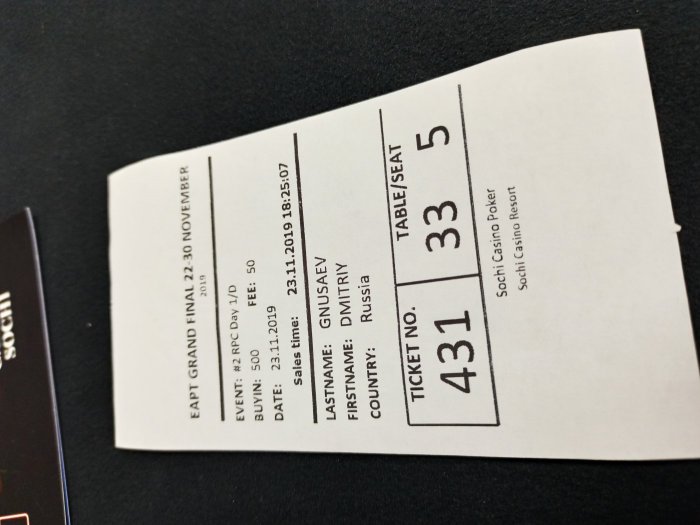 EAPT GRAND FINAL 22-30 NOVEMBER
2019
EVENT: #2 RPC Day 1/D
BUYIN: 500 FEE: 50
DATE: 23.11.2019
Sales time: 23.11.2019 18:25:07
LASTNAME: GNUSAEV
FIRSTNAME: DMITRIY
COUNTRY: Russia
TICKET NO. TABLE/SEAT
431 33 5
Sochi Casino Poker
Sochi Casino Resort
SOCHI